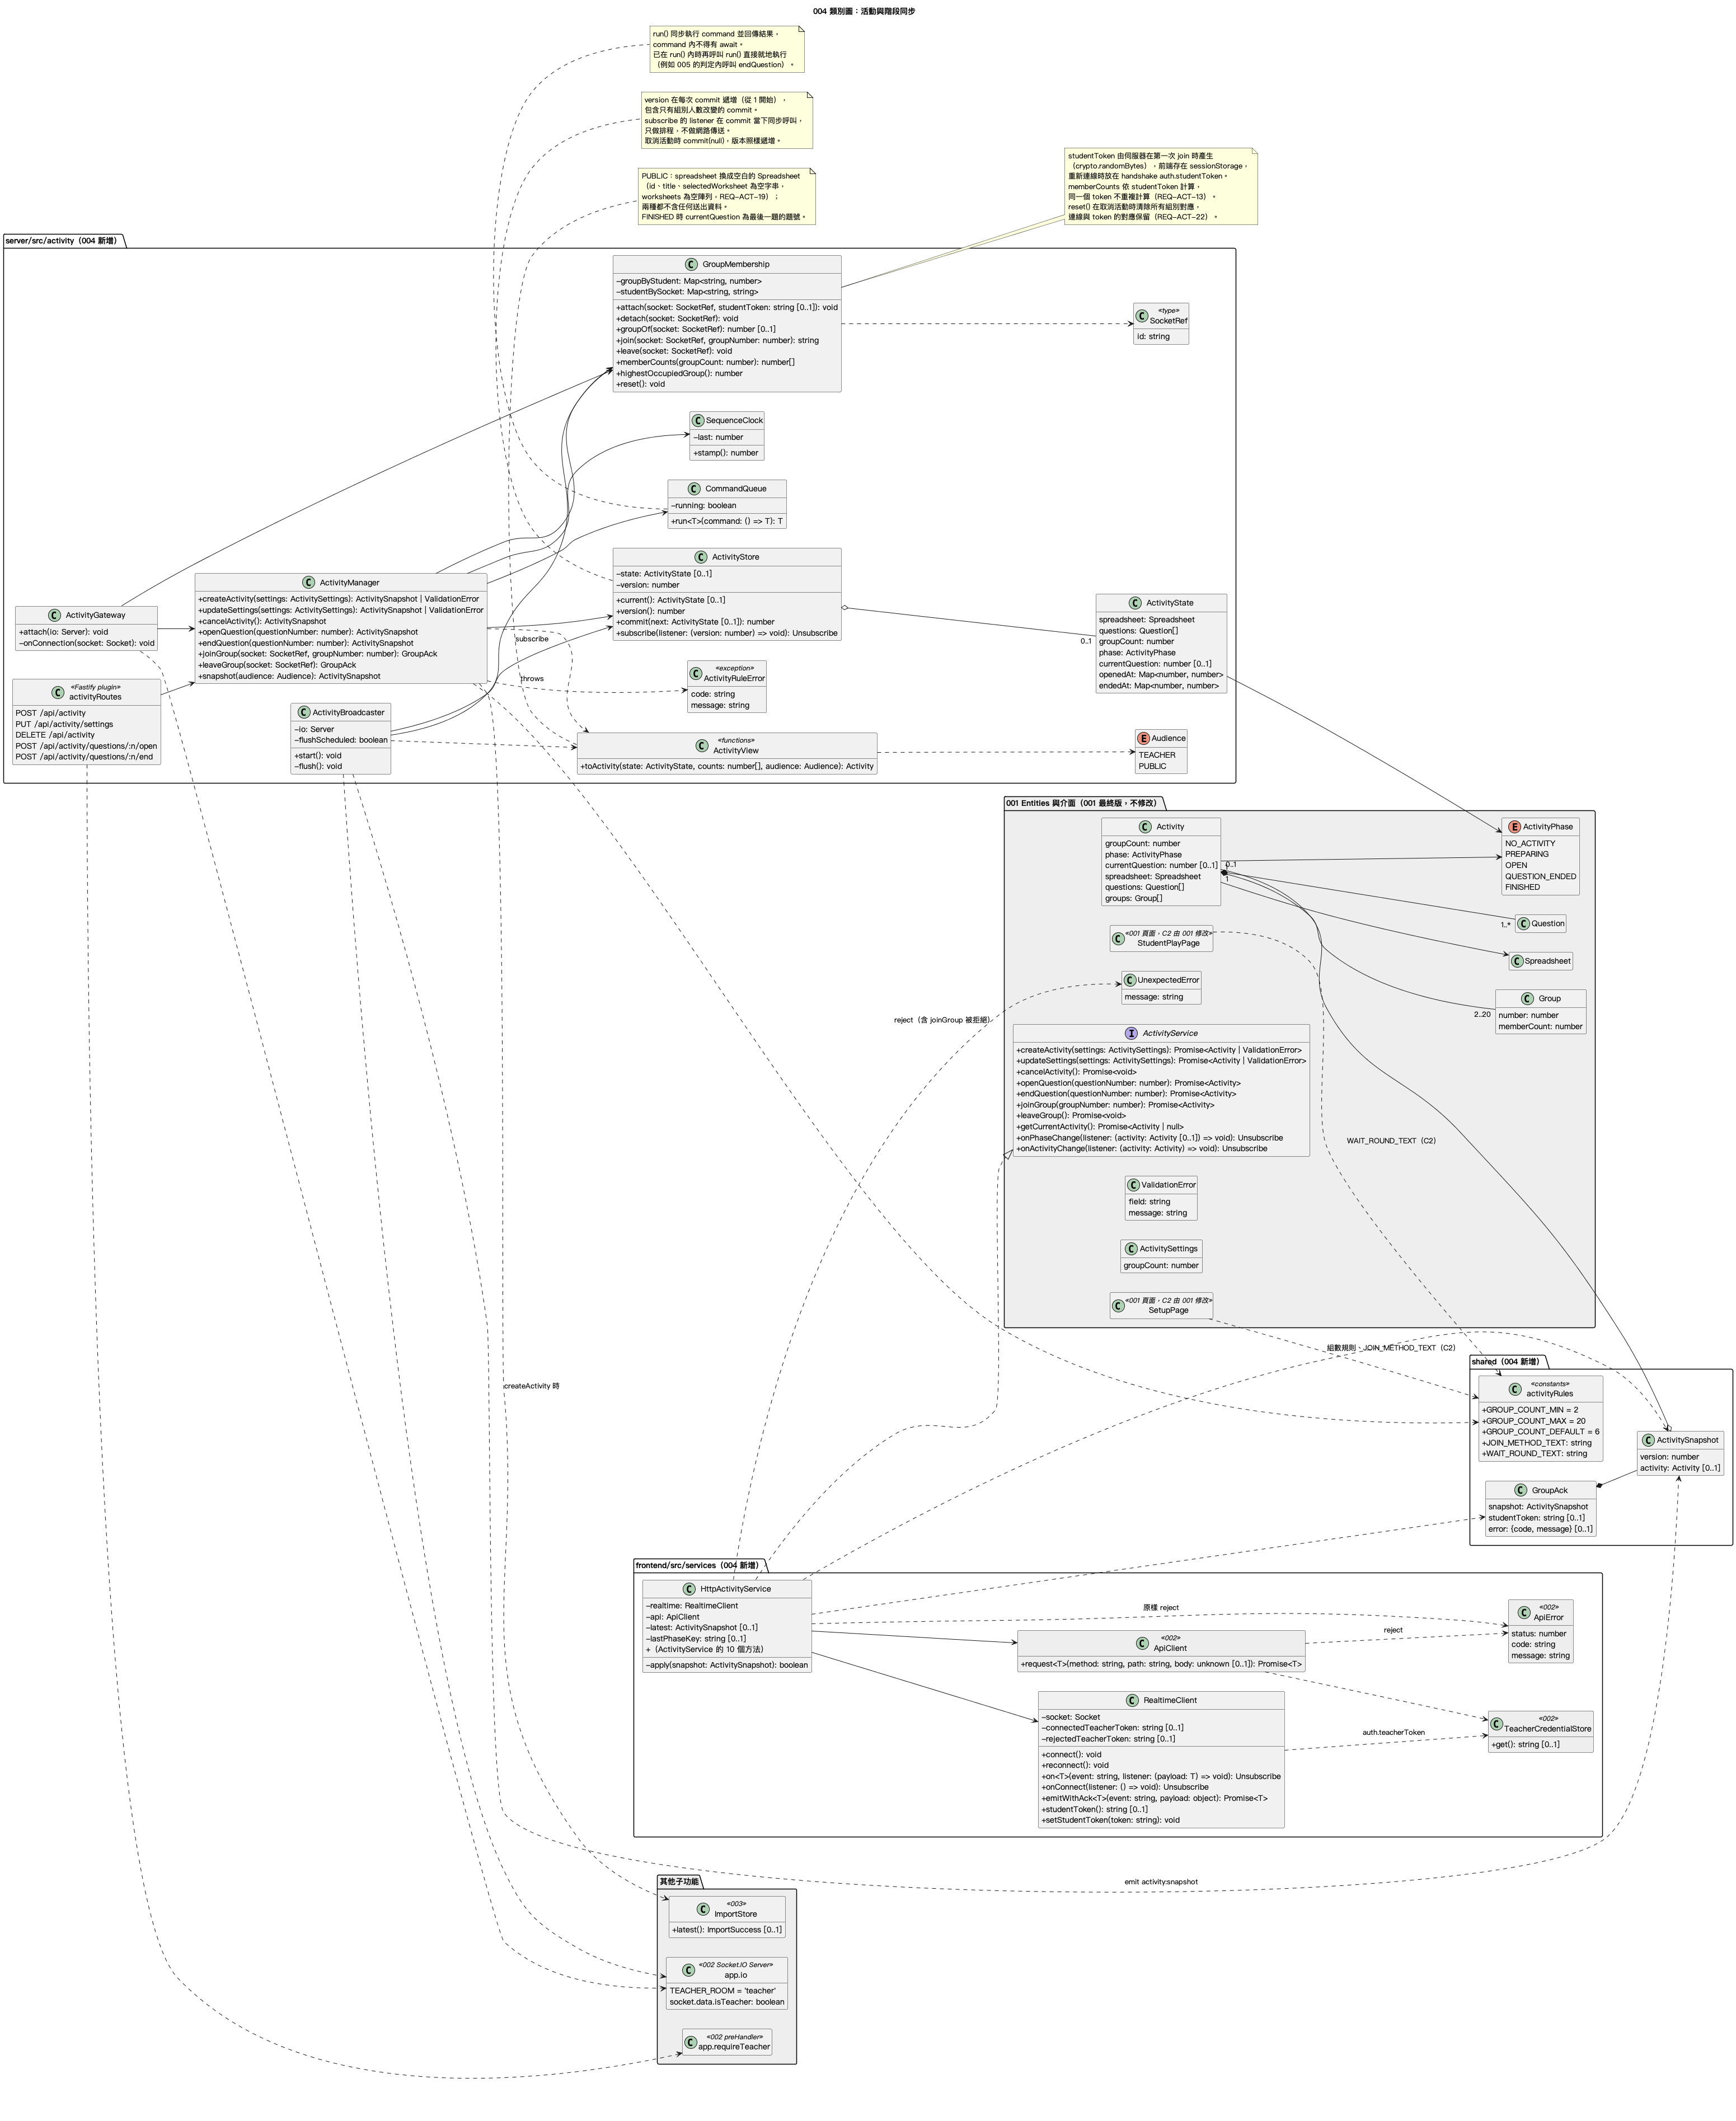 004 類別圖：活動與階段同步
run() 同步執行 command 並回傳結果，
command 內不得有 await。
已在 run() 內時再呼叫 run() 直接就地執行
（例如 005 的判定內呼叫 endQuestion）。
version 在每次 commit 遞增（從 1 開始），
包含只有組別人數改變的 commit。
subscribe 的 listener 在 commit 當下同步呼叫，
只做排程，不做網路傳送。
取消活動時 commit(null)，版本照樣遞增。
PUBLIC：spreadsheet 換成空白的 Spreadsheet
（id、title、selectedWorksheet 為空字串，
worksheets 為空陣列，REQ-ACT-19）；
兩種都不含任何送出資料。
FINISHED 時 currentQuestion 為最後一題的題號。
studentToken 由伺服器在第一次 join 時產生
（crypto.randomBytes），前端存在 sessionStorage，
重新連線時放在 handshake auth.studentToken。
memberCounts 依 studentToken 計算，
同一個 token 不重複計算（REQ-ACT-13）。
reset() 在取消活動時清除所有組別對應，
連線與 token 的對應保留（REQ-ACT-22）。
server/src/activity（004 新增）
GroupMembership
−groupByStudent: Map<string, number>
−studentBySocket: Map<string, string>
+attach(socket: SocketRef, studentToken: string [0..1]): void
+detach(socket: SocketRef): void
+groupOf(socket: SocketRef): number [0..1]
+join(socket: SocketRef, groupNumber: number): string
+leave(socket: SocketRef): void
+memberCounts(groupCount: number): number[]
+highestOccupiedGroup(): number
+reset(): void
«type»
SocketRef
id: string
SequenceClock
−last: number
+stamp(): number
CommandQueue
−running: boolean
+run<T>(command: () => T): T
ActivityStore
−state: ActivityState [0..1]
−version: number
+current(): ActivityState [0..1]
+version(): number
+commit(next: ActivityState [0..1]): number
+subscribe(listener: (version: number) => void): Unsubscribe
ActivityManager
+createActivity(settings: ActivitySettings): ActivitySnapshot | ValidationError
+updateSettings(settings: ActivitySettings): ActivitySnapshot | ValidationError
+cancelActivity(): ActivitySnapshot
+openQuestion(questionNumber: number): ActivitySnapshot
+endQuestion(questionNumber: number): ActivitySnapshot
+joinGroup(socket: SocketRef, groupNumber: number): GroupAck
+leaveGroup(socket: SocketRef): GroupAck
+snapshot(audience: Audience): ActivitySnapshot
ActivityGateway
+attach(io: Server): void
−onConnection(socket: Socket): void
«Fastify plugin»
activityRoutes
POST /api/activity
PUT /api/activity/settings
DELETE /api/activity
POST /api/activity/questions/:n/open
POST /api/activity/questions/:n/end
ActivityBroadcaster
−io: Server
−flushScheduled: boolean
+start(): void
−flush(): void
subscribe
throws
«exception»
ActivityRuleError
code: string
message: string
«functions»
ActivityView
+toActivity(state: ActivityState, counts: number[], audience: Audience): Activity
0..1
ActivityState
spreadsheet: Spreadsheet
questions: Question[]
groupCount: number
phase: ActivityPhase
currentQuestion: number [0..1]
openedAt: Map<number, number>
endedAt: Map<number, number>
Audience
TEACHER
PUBLIC
001 Entities 與介面（001 最終版，不修改）
Activity
groupCount: number
phase: ActivityPhase
currentQuestion: number [0..1]
spreadsheet: Spreadsheet
questions: Question[]
groups: Group[]
0..1
1
ActivityPhase
NO_ACTIVITY
PREPARING
OPEN
QUESTION_ENDED
FINISHED
1..*
Question
Spreadsheet
2..20
Group
number: number
memberCount: number
«001 頁面，C2 由 001 修改»
StudentPlayPage
UnexpectedError
message: string
reject（含 joinGroup 被拒絕）
ActivityService
+createActivity(settings: ActivitySettings): Promise<Activity | ValidationError>
+updateSettings(settings: ActivitySettings): Promise<Activity | ValidationError>
+cancelActivity(): Promise<void>
+openQuestion(questionNumber: number): Promise<Activity>
+endQuestion(questionNumber: number): Promise<Activity>
+joinGroup(groupNumber: number): Promise<Activity>
+leaveGroup(): Promise<void>
+getCurrentActivity(): Promise<Activity | null>
+onPhaseChange(listener: (activity: Activity [0..1]) => void): Unsubscribe
+onActivityChange(listener: (activity: Activity) => void): Unsubscribe
WAIT_ROUND_TEXT（C2）
ValidationError
field: string
message: string
ActivitySettings
groupCount: number
«001 頁面，C2 由 001 修改»
SetupPage
組數規則、JOIN_METHOD_TEXT（C2）
shared（004 新增）
«constants»
activityRules
+GROUP_COUNT_MIN = 2
+GROUP_COUNT_MAX = 20
+GROUP_COUNT_DEFAULT = 6
+JOIN_METHOD_TEXT: string
+WAIT_ROUND_TEXT: string
ActivitySnapshot
version: number
activity: Activity [0..1]
GroupAck
snapshot: ActivitySnapshot
studentToken: string [0..1]
error: {code, message} [0..1]
createActivity 時
frontend/src/services（004 新增）
HttpActivityService
−realtime: RealtimeClient
−api: ApiClient
−latest: ActivitySnapshot [0..1]
−lastPhaseKey: string [0..1]
+（ActivityService 的 10 個方法）
−apply(snapshot: ActivitySnapshot): boolean
原樣 reject
«002»
ApiClient
+request<T>(method: string, path: string, body: unknown [0..1]): Promise<T>
reject
«002»
ApiError
status: number
code: string
message: string
RealtimeClient
−socket: Socket
−connectedTeacherToken: string [0..1]
−rejectedTeacherToken: string [0..1]
+connect(): void
+reconnect(): void
+on<T>(event: string, listener: (payload: T) => void): Unsubscribe
+onConnect(listener: () => void): Unsubscribe
+emitWithAck<T>(event: string, payload: object): Promise<T>
+studentToken(): string [0..1]
+setStudentToken(token: string): void
auth.teacherToken
«002»
TeacherCredentialStore
+get(): string [0..1]
emit activity:snapshot
其他子功能
«003»
ImportStore
+latest(): ImportSuccess [0..1]
«002 Socket.IO Server»
app.io
TEACHER_ROOM = 'teacher'
socket.data.isTeacher: boolean
«002 preHandler»
app.requireTeacher